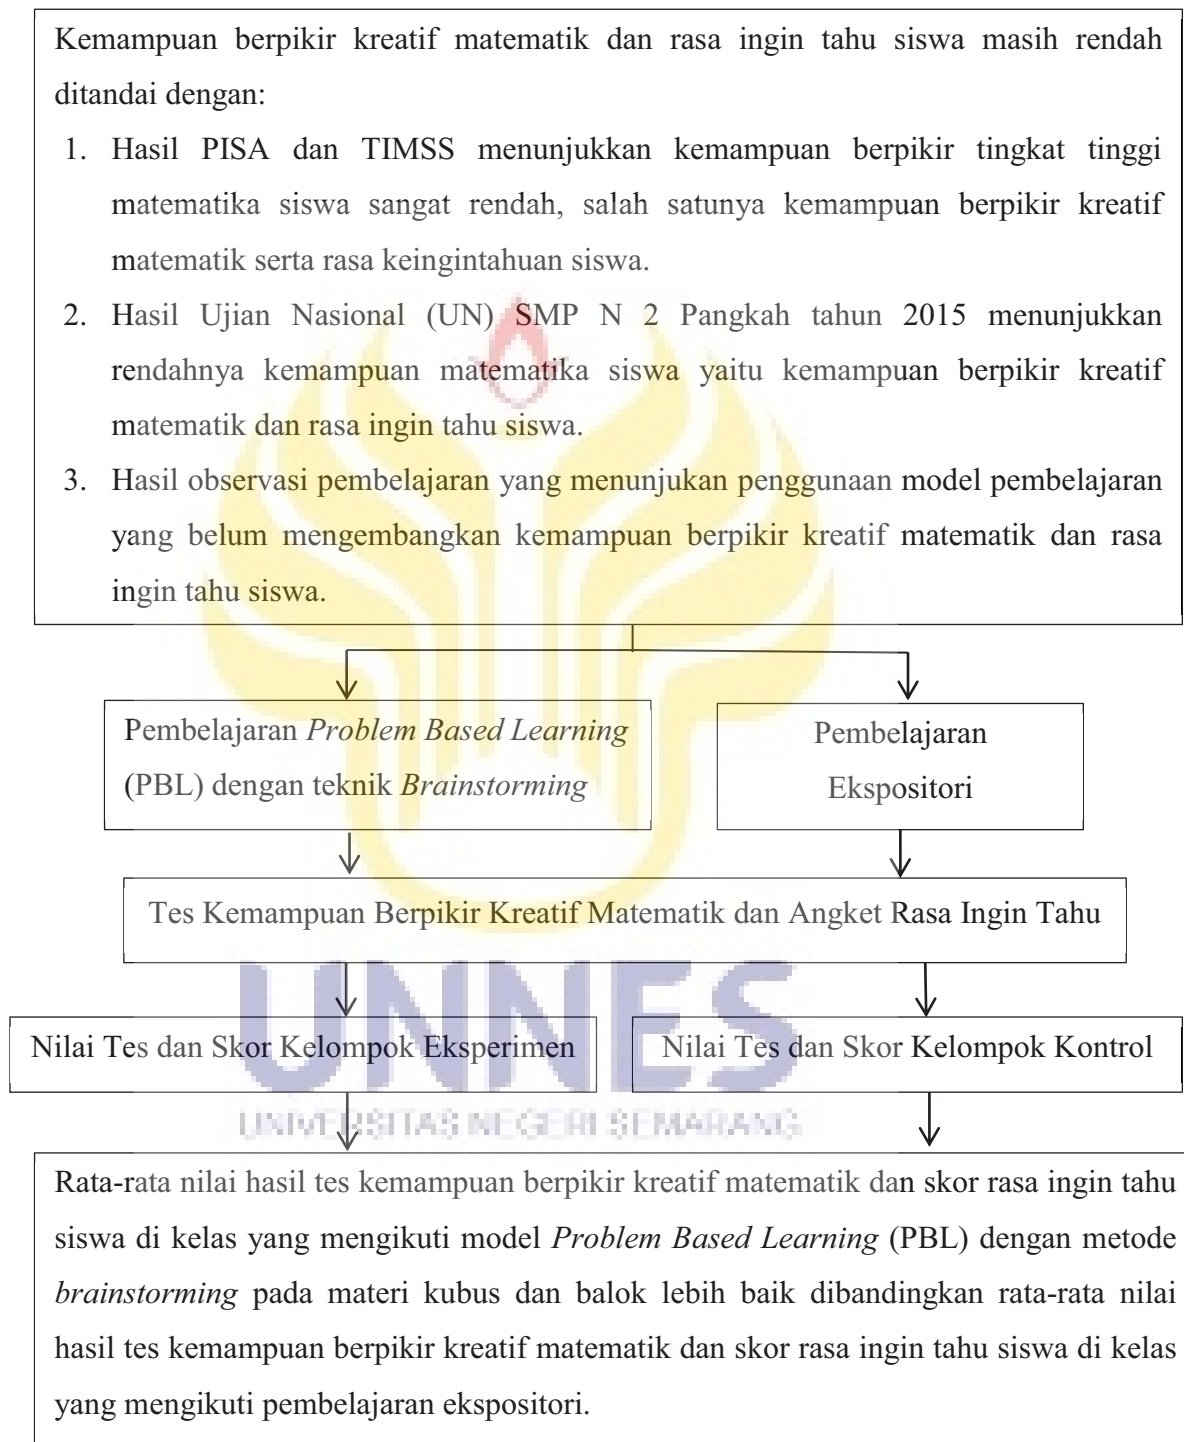 Kemampuan berpikir kreatif matematik dan rasa ingin tahu siswa masih rendah
ditandai dengan:
1. Hasil PISA dan TIMSS menunjukkan kemampuan berpikir tingkat tinggi
matematika siswa sangat rendah, salah satunya kemampuan berpikir kreatif
matematik serta rasa keingintahuan siswa.
2. Hasil Ujian Nasional (UN) SMP N 2 Pangkah tahun 2015 menunjukkan
rendahnya kemampuan matematika siswa yaitu kemampuan berpikir kreatif
matematik dan rasa ingin tahu siswa.
3. Hasil observasi pembelajaran yang menunjukan penggunaan model pembelajaran
yang belum mengembangkan kemampuan berpikir kreatif matematik dan rasa
ingin tahu siswa.
Pembelajaran Problem Based Learning
(PBL) dengan teknik Brainstorming
Pembelajaran
Ekspositori
Tes Kemampuan Berpikir Kreatif Matematik dan Angket Rasa Ingin Tahu
UNNES
Nilai Tes dan Skor Kelompok Eksperimen
Nilai Tes dan Skor Kelompok Kontrol
UNIVERSITAS NEGERI SEMARANG
Rata-rata nilai hasil tes kemampuan berpikir kreatif matematik dan skor rasa ingin tahu
siswa di kelas yang mengikuti model Problem Based Learning (PBL) dengan metode
brainstorming pada materi kubus dan balok lebih baik dibandingkan rata-rata nilai
hasil tes kemampuan berpikir kreatif matematik dan skor rasa ingin tahu siswa di kelas
yang mengikuti pembelajaran ekspositori.